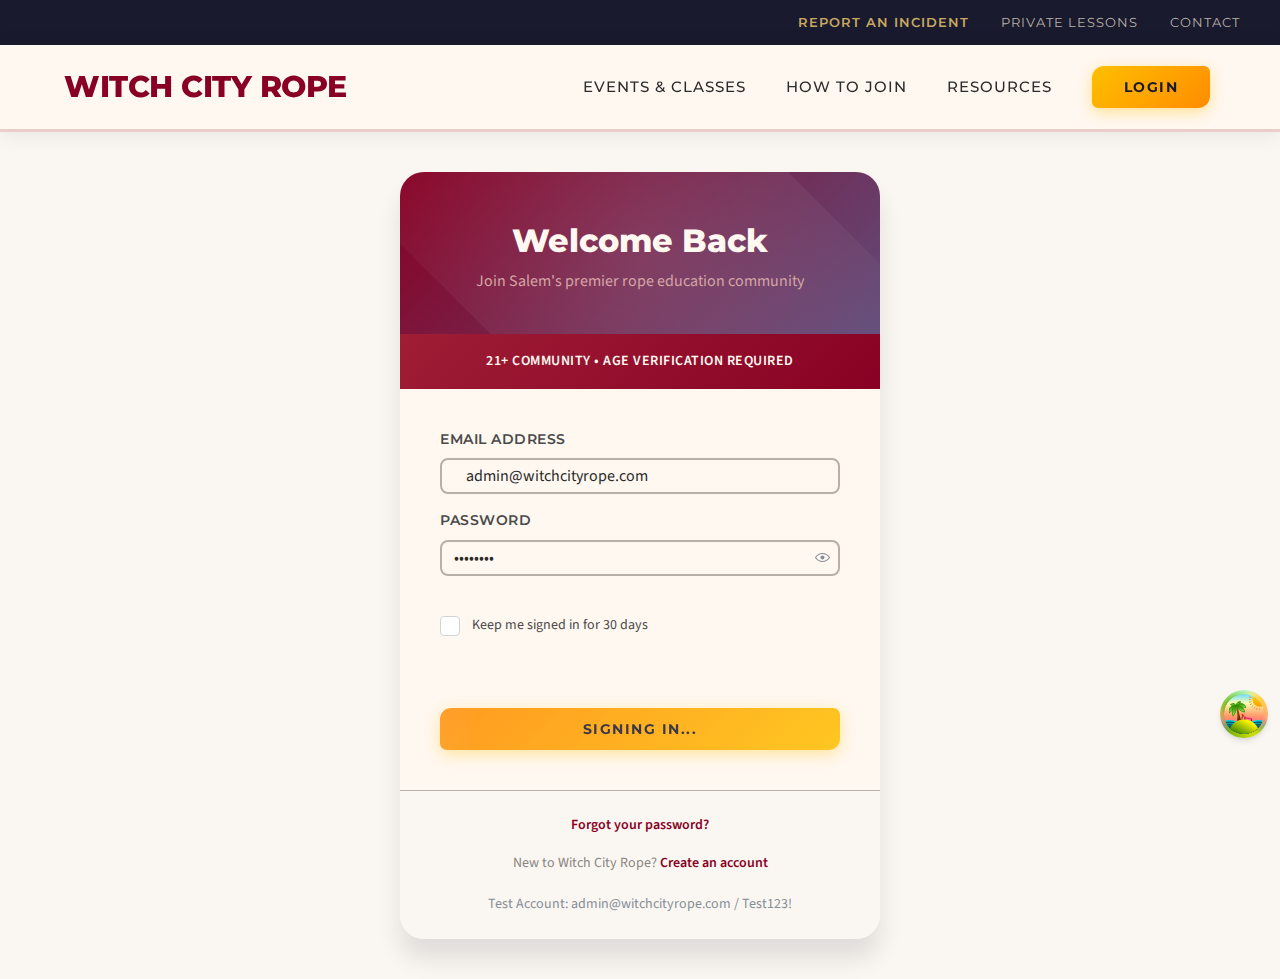 REPORT AN INCIDENT PRIVATE LESSONS CONTACT
WITCH CITY ROPE EVENTS & CLASSES HOW TO JOIN RESOURCES LOGIN
Welcome Back
Join Salem's premier rope education community
21+ COMMUNITY • AGE VERIFICATION REQUIRED
EMAIL ADDRESS
admin@witchcityrope.com
PASSWORD
••••••••
Keep me signed in for 30 days
SIGNING IN...
Forgot your password?
New to Witch City Rope? Create an account
Test Account: admin@witchcityrope.com / Test123!